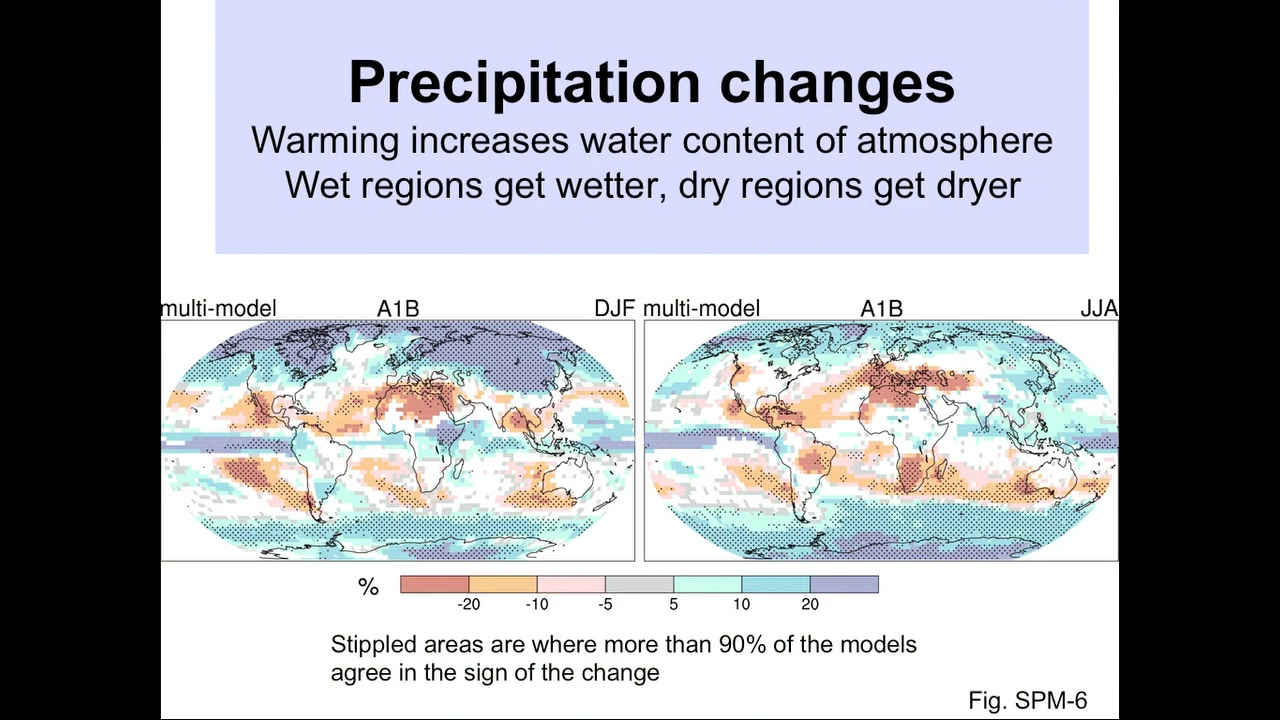 Precipitation changes
Warming increases water content of atmosphere
Wet regions get wetter, dry regions get dryer
multi-model A1B DJF
multi-model A1B JJA
%
-20 -10 -5 5 10 20
Stippled areas are where more than 90% of the models
agree in the sign of the change
Fig. SPM-6